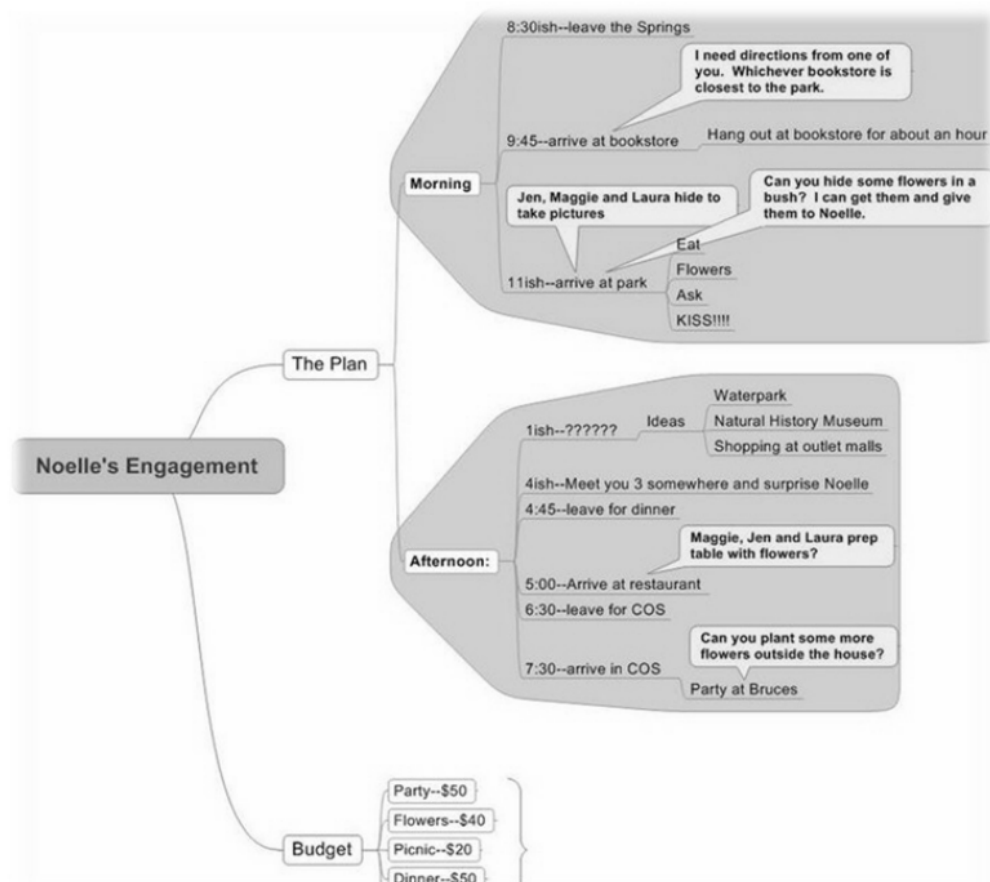 Noelle's Engagement
The Plan
Morning
8:30ish--leave the Springs
I need directions from one of
you. Whichever bookstore is
closest to the park.
9:45--arrive at bookstore
Hang out at bookstore for about an hour
Jen, Maggie and Laura hide to
take pictures
Can you hide some flowers in a
bush? I can get them and give
them to Noelle.
11ish--arrive at park
Eat
Flowers
Ask
KISS!!!!
Afternoon:
1ish--??????
Ideas
Waterpark
Natural History Museum
Shopping at outlet malls
4ish--Meet you 3 somewhere and surprise Noelle
4:45--leave for dinner
Maggie, Jen and Laura prep
table with flowers?
5:00--Arrive at restaurant
6:30--leave for COS
Can you plant some more
flowers outside the house?
7:30--arrive in COS
Party at Bruces
Budget
Party--$50
Flowers--$40
Picnic--$20
Dinner--$50